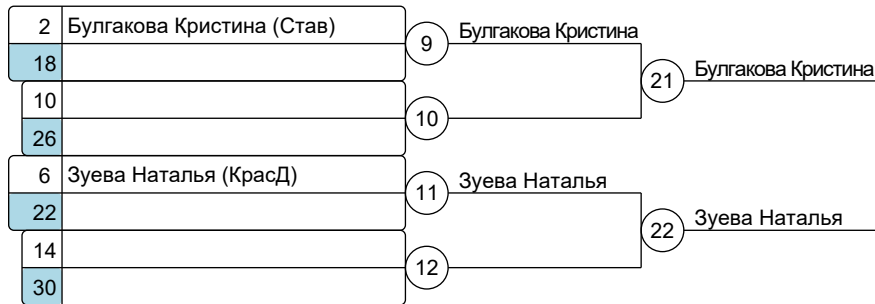 2 Булгакова Кристина (Став)
9 Булгакова Кристина
18
21 Булгакова Кристина
10
10
26
6 Зуева Наталья (КрасД)
11 Зуева Наталья
22
22 Зуева Наталья
14
12
30